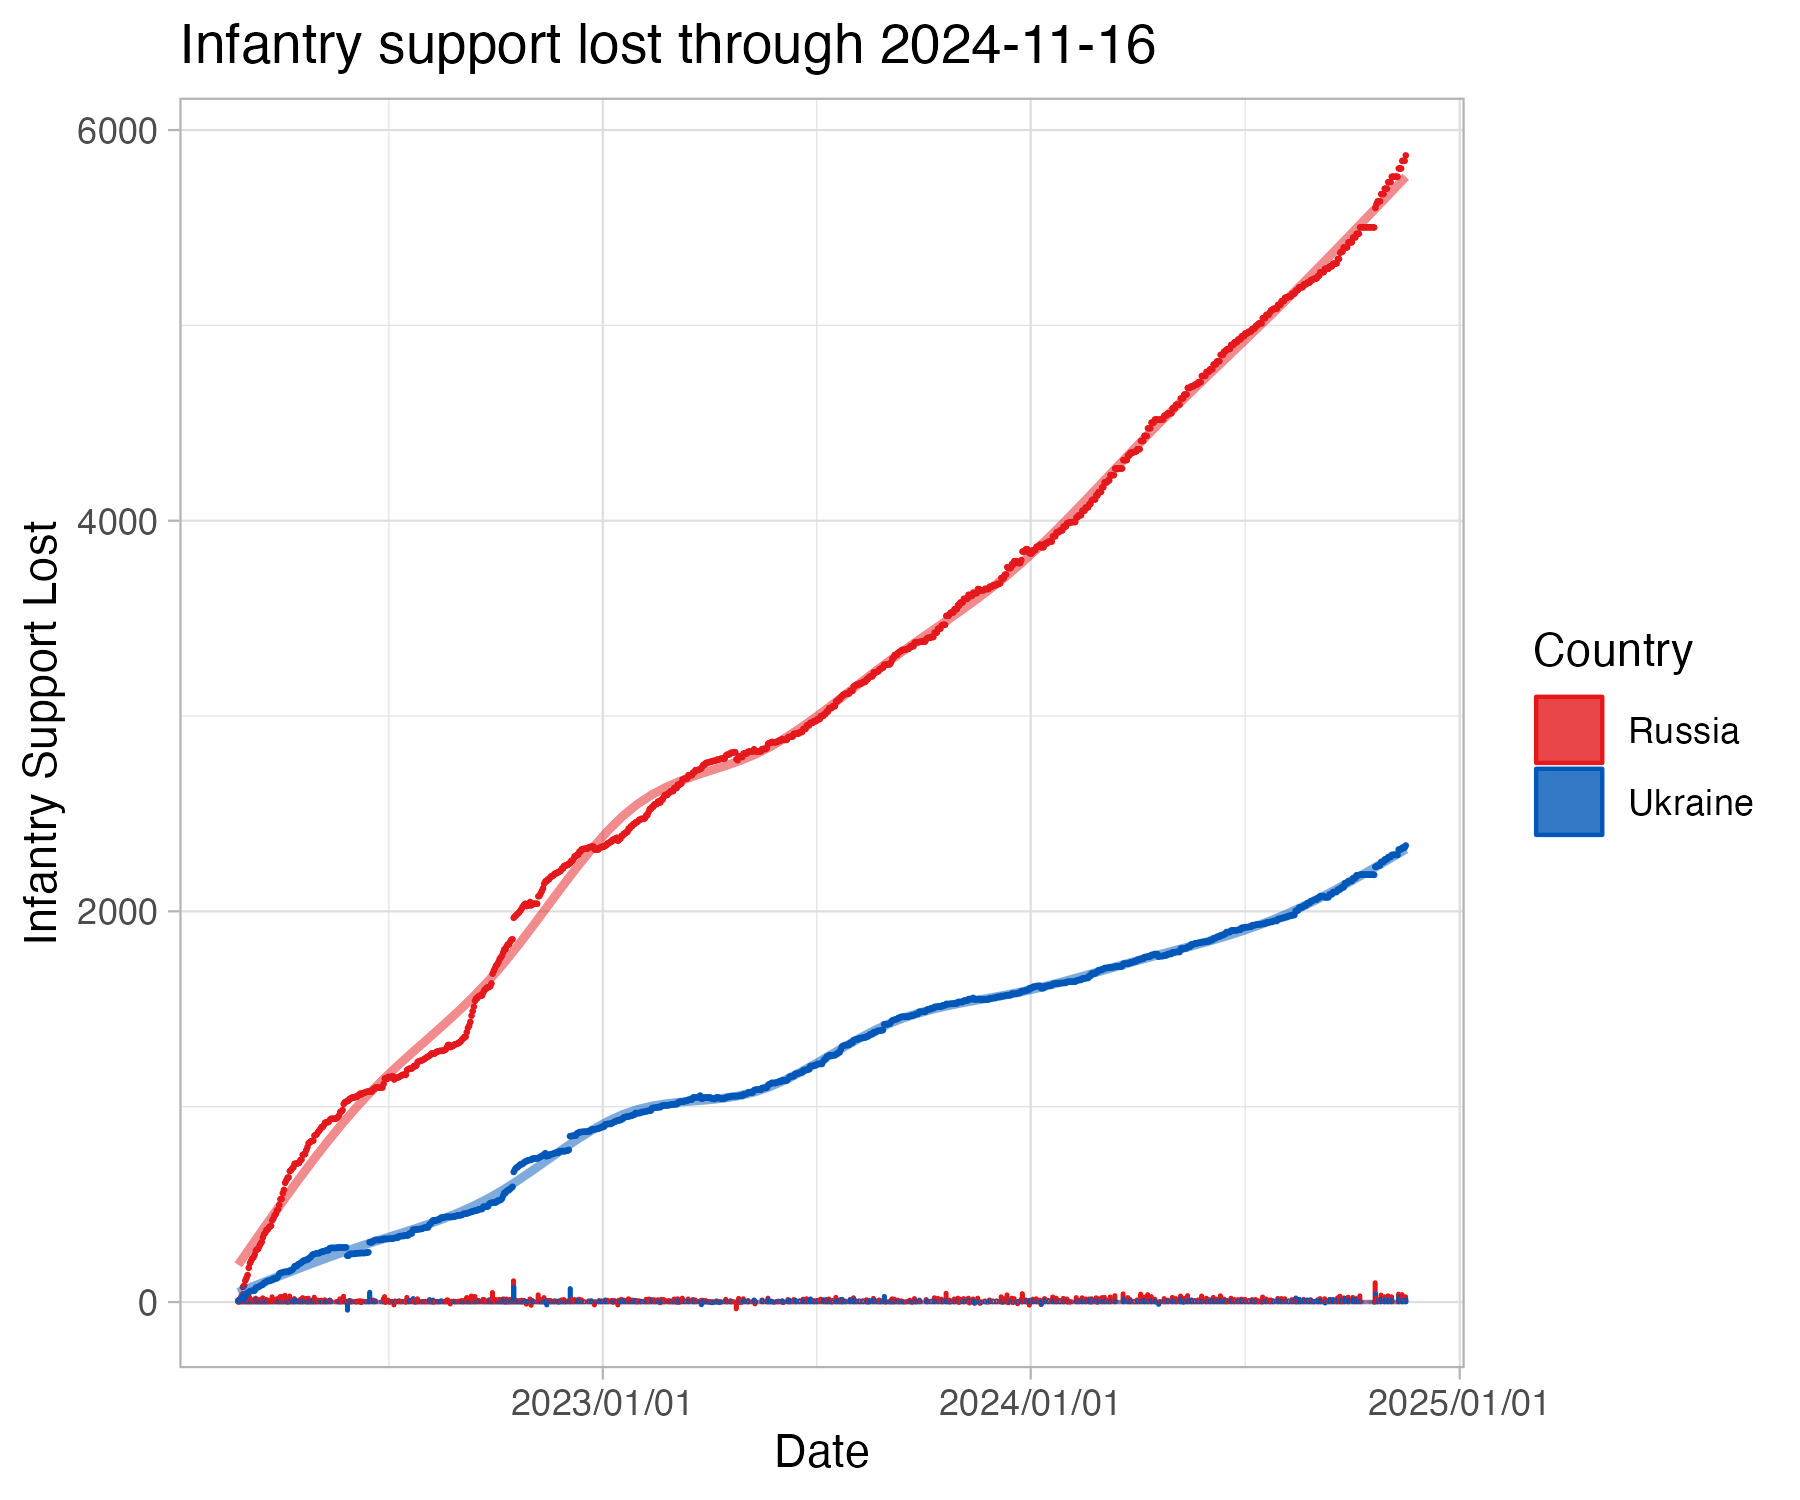 Infantry support lost through 2024-11-16
Infantry Support Lost
6000
4000
2000
0
2023/01/01
2024/01/01
2025/01/01
Date
Country
Russia
Ukraine